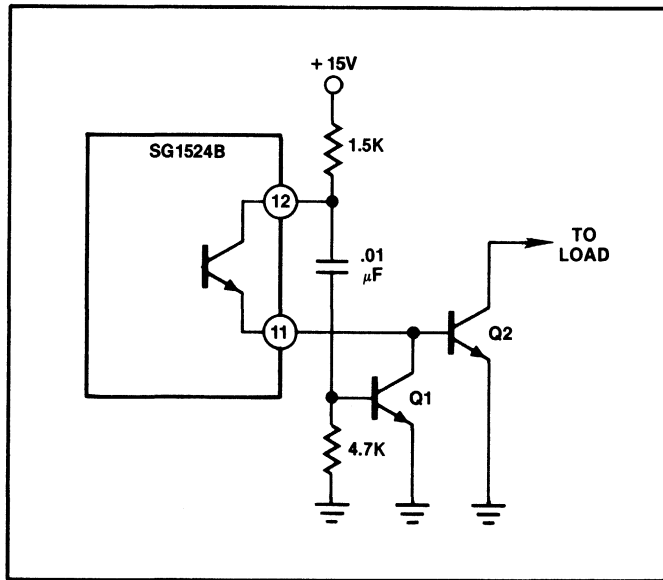 + 15V
SG1524B
1.5K
12
.01
μF
TO
LOAD
11
Q2
Q1
4.7K